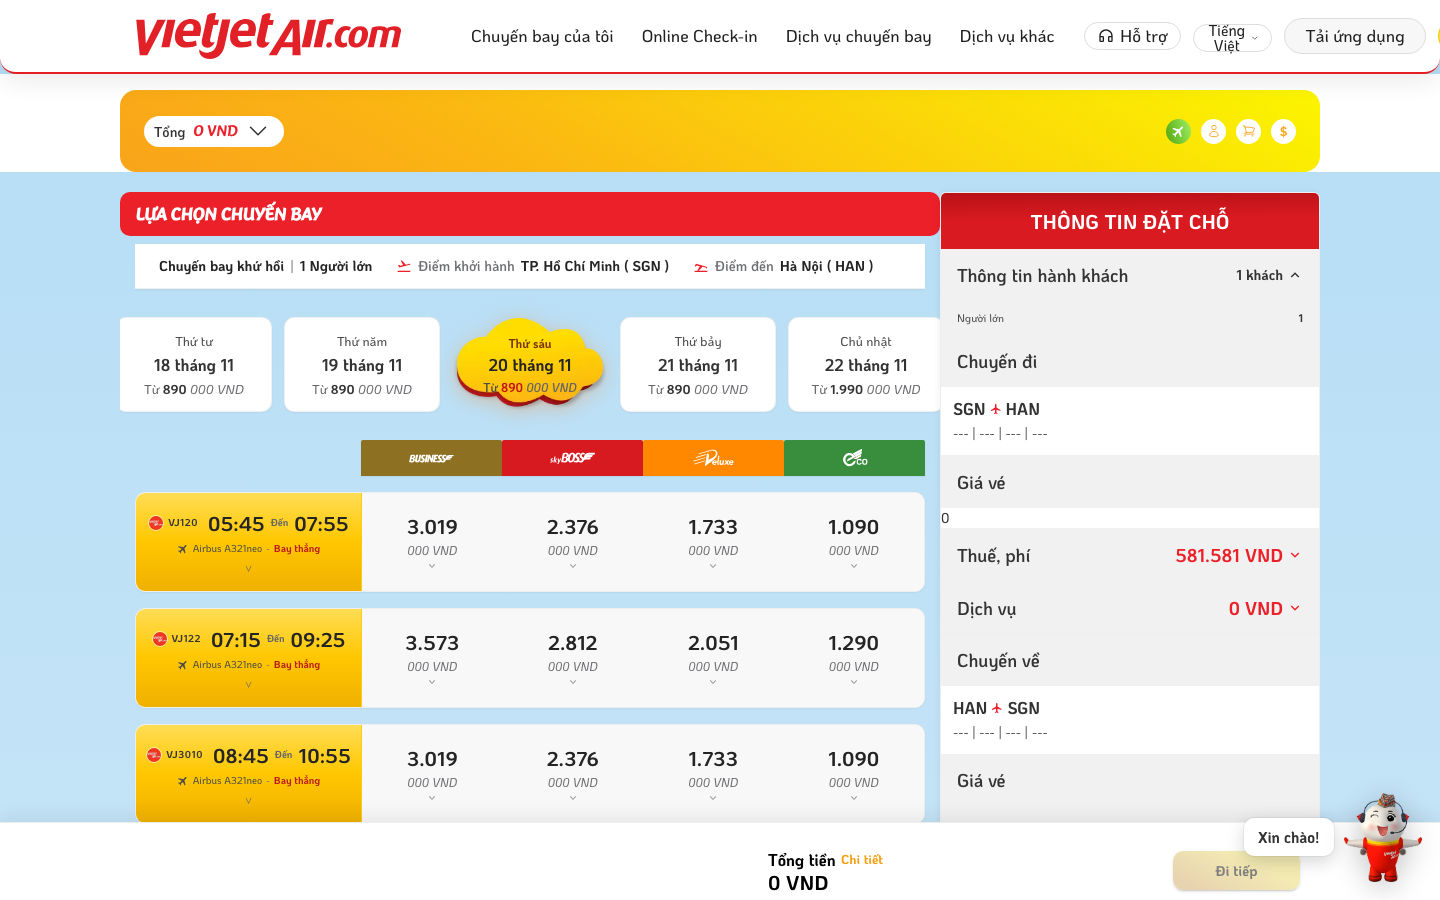 vietjetAir.com
Chuyến bay của tôi
Online Check-in
Dịch vụ chuyến bay
Dịch vụ khác
Hỗ trợ
Tiếng Việt
Tải ứng dụng
Tổng 0 VND
$
LỰA CHỌN CHUYẾN BAY
Chuyến bay khứ hồi | 1 Người lớn
Điểm khởi hành TP. Hồ Chí Minh ( SGN )
Điểm đến Hà Nội ( HAN )
Thứ tư
18 tháng 11
Từ 890 000 VND
Thứ năm
19 tháng 11
Từ 890 000 VND
Thứ sáu
20 tháng 11
Từ 890 000 VND
Thứ bảy
21 tháng 11
Từ 890 000 VND
Chủ nhật
22 tháng 11
Từ 1.990 000 VND
BUSINESS
skyBOSS
Deluxe
eco
VJ120 05:45 Đến 07:55
Airbus A321neo - Bay thẳng
3.019
000 VND
2.376
000 VND
1.733
000 VND
1.090
000 VND
VJ122 07:15 Đến 09:25
Airbus A321neo - Bay thẳng
3.573
000 VND
2.812
000 VND
2.051
000 VND
1.290
000 VND
VJ3010 08:45 Đến 10:55
Airbus A321neo - Bay thẳng
3.019
000 VND
2.376
000 VND
1.733
000 VND
1.090
000 VND
THÔNG TIN ĐẶT CHỖ
Thông tin hành khách 1 khách
Người lớn 1
Chuyến đi
SGN HAN
--- | --- | --- | ---
Giá vé
0
Thuế, phí 581.581 VND
Dịch vụ 0 VND
Chuyến về
HAN SGN
--- | --- | --- | ---
Giá vé
Tổng tiền Chi tiết
0 VND
Đi tiếp
Xin chào!